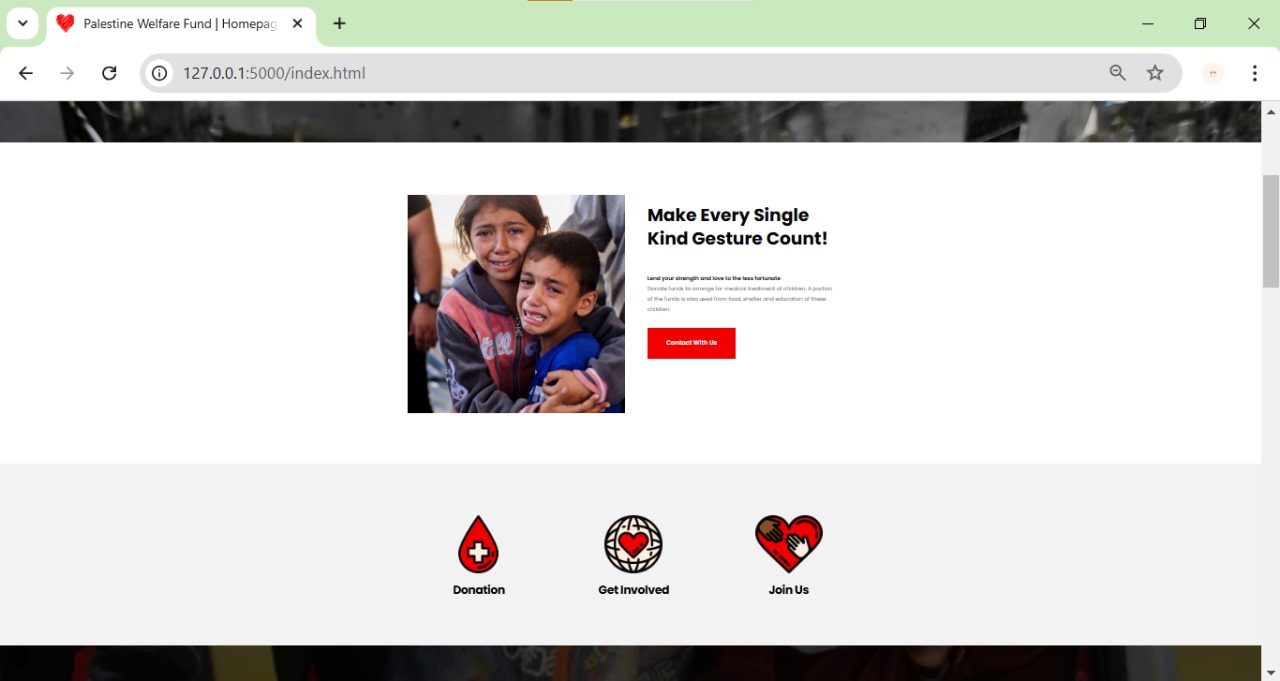 Palestine Welfare Fund | Homepag
127.0.0.1:5000/index.html
Make Every Single
Kind Gesture Count!
Lend your strength and love to the less fortunate
Donate funds to arrange for medical treatment of children. A portion
of the funds is also used from food, shelter and education of these
children.
Contact With Us
Donation
Get Involved
Join Us